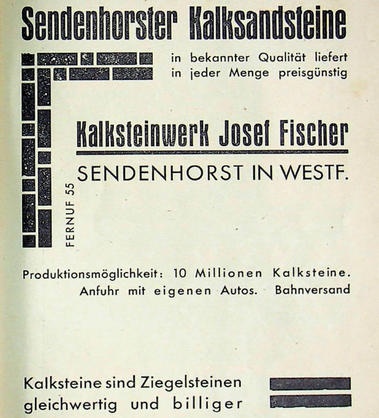 Sendenhorster Kalksandsteine
in bekannter Qualität liefert
in jeder Menge preisgünstig
Kalksteinwerk Josef Fischer
SENDENHORST IN WESTF.
FERNUF 55
Produktionsmöglichkeit: 10 Millionen Kalksteine.
Anfuhr mit eigenen Autos. Bahnversand
Kalksteine sind Ziegelsteinen
gleichwertig und billiger